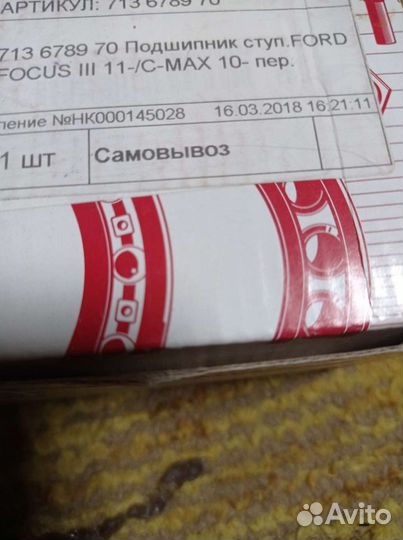 АРТИКУЛ: 713 6789 70
713 6789 70 Подшипник ступ.FORD
FOCUS III 11-/C-MAX 10- пер.
ление №НК000145028 16.03.2018 16:21:11
1 шт Самовывоз
Avito